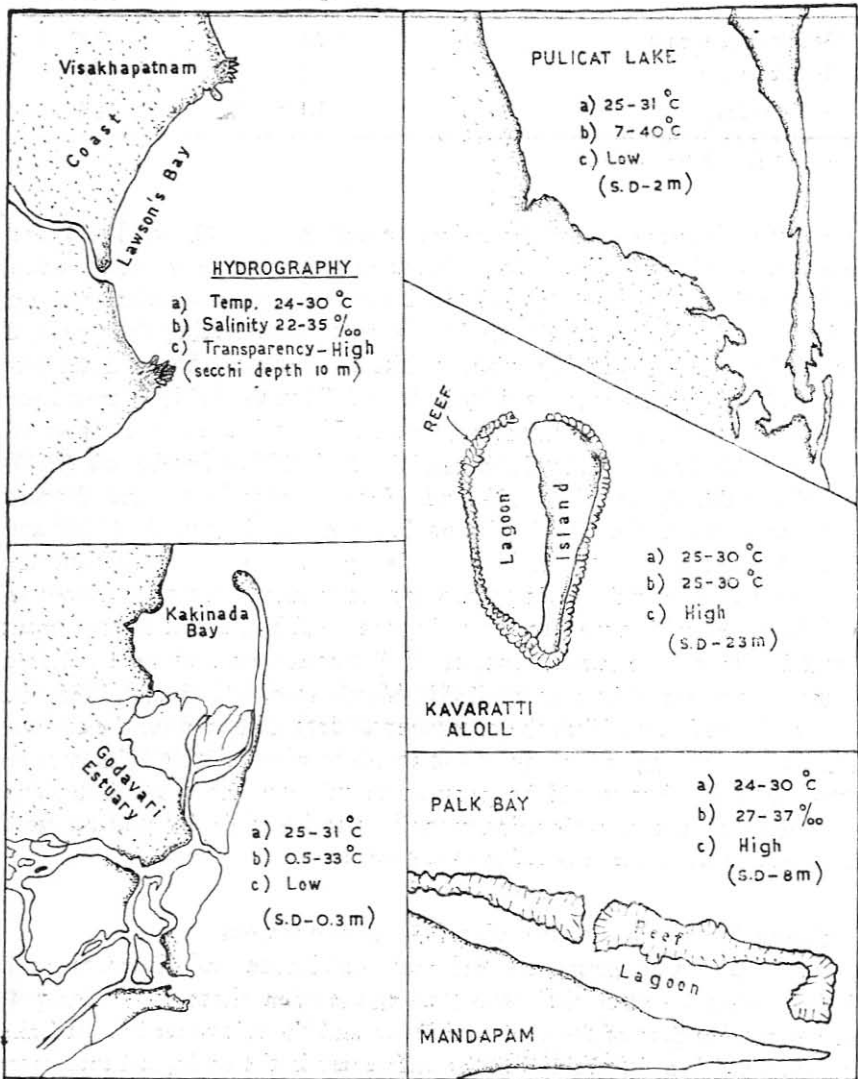 Visakhapatnam
Coast
Lawson's Bay
HYDROGRAPHY
a) Temp. 24-30 °C
b) Salinity 22-35 °/oo
c) Transparency-High
(secchi depth 10 m)
PULICAT LAKE
a) 25-31 °C
b) 7-40 °C
c) Low
(S.D-2m)
REEF
Lagoon
Island
a) 25-30 °C
b) 25-30 °C
c) High
(S.D-23m)
KAVARATTI
ALOLL
Kakinada
Bay
Godavari
Estuary
a) 25-31 °C
b) 0.5-33 °C
c) Low
(S.D-0.3m)
PALK BAY
a) 24-30 °C
b) 27-37 °/oo
c) High
(S.D-8m)
Reef
Lagoon
MANDAPAM